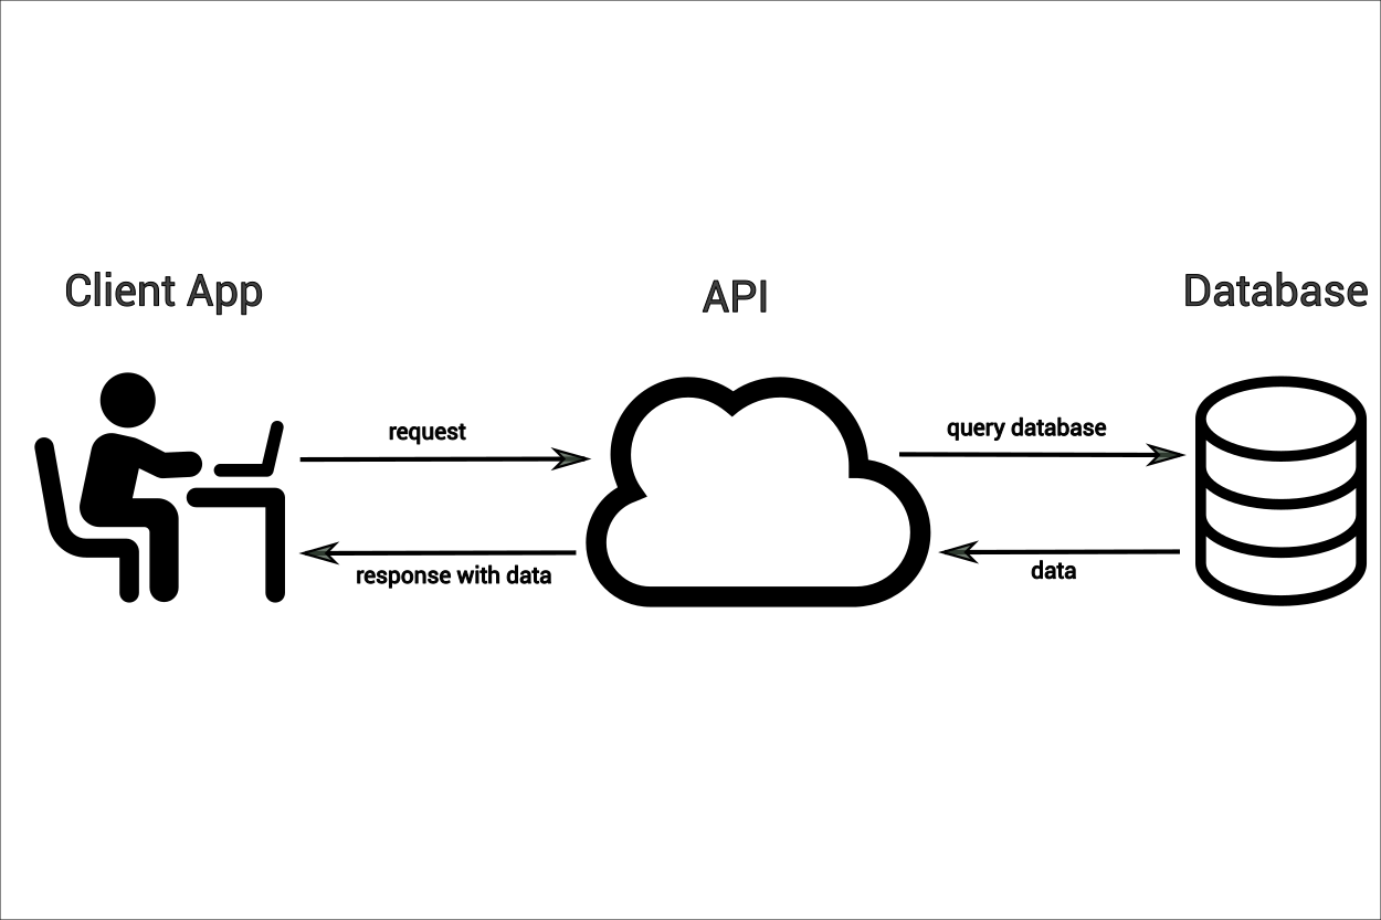 Client App
API
Database
request
query database
response with data
data